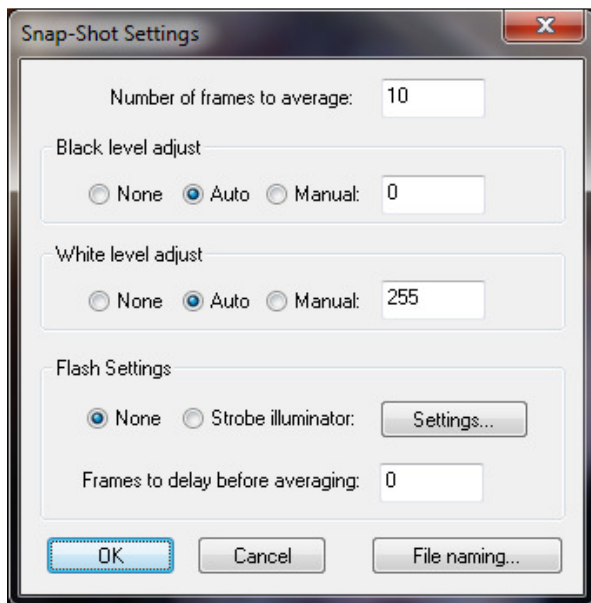 Snap-Shot Settings
Number of frames to average: 10
Black level adjust
None Auto Manual: 0
White level adjust
None Auto Manual: 255
Flash Settings
None Strobe illuminator: Settings...
Frames to delay before averaging: 0
OK Cancel File naming...